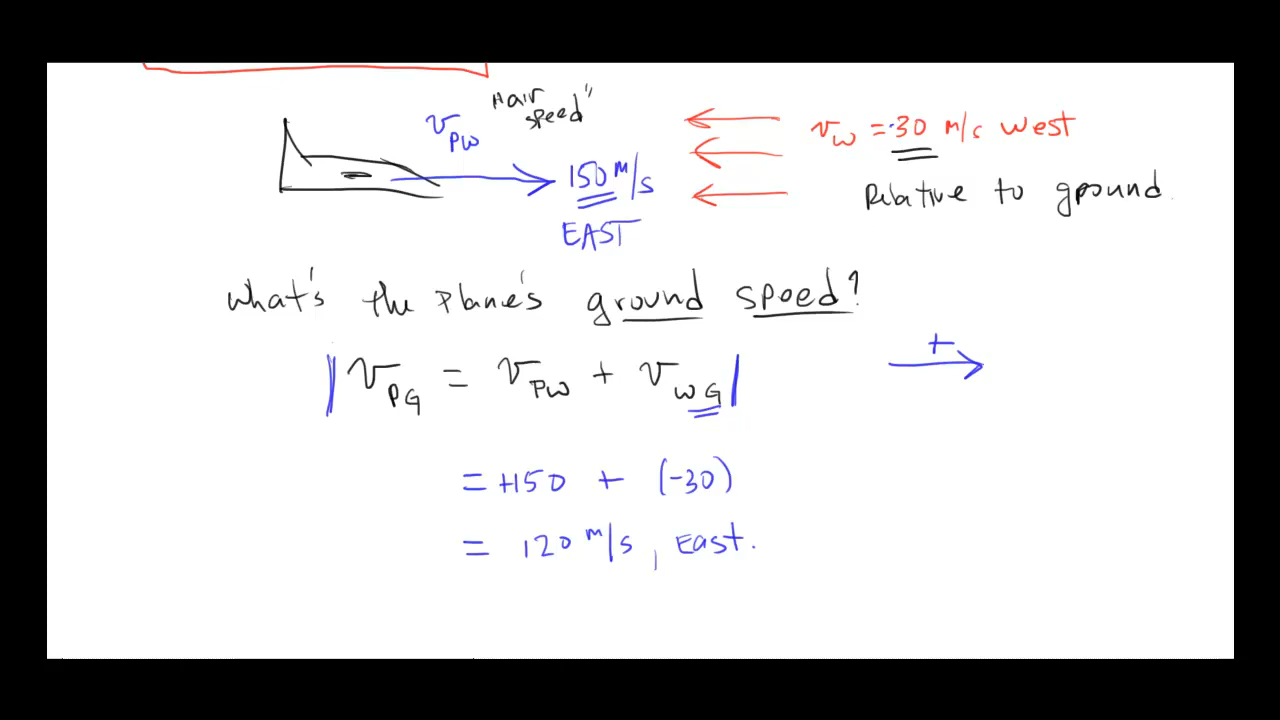 "air speed"
v_PW
150 m/s
EAST
v_w = 30 m/s west
Relative to ground
What's the plane's ground speed?
|v_PG = v_PW + v_WG|
+
= +150 + (-30)
= 120 m/s, East.